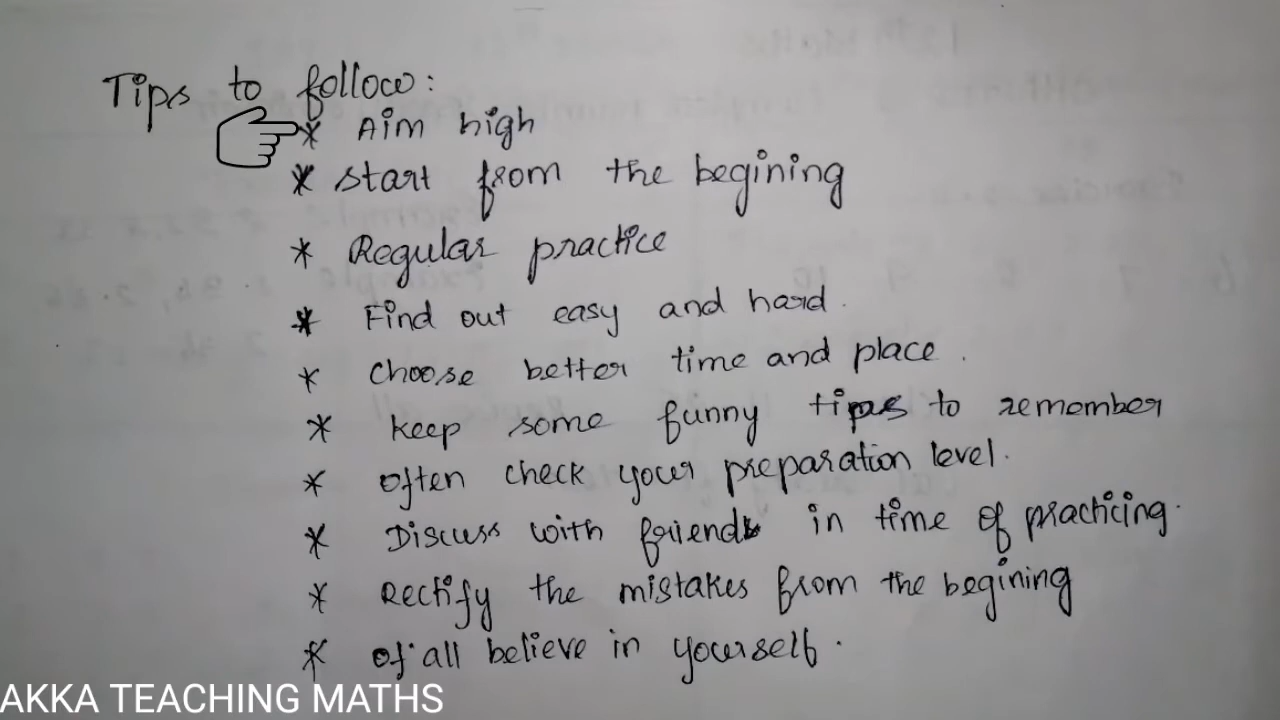 Tips to follow:
* Aim high
* start from the begining
* Regular practice
* Find out easy and hard.
* choose better time and place.
* keep some funny tips to remember
* often check your preparation level.
* Discuss with friends in time of practicing.
* Rectify the mistakes from the begining
* of all believe in yourself.
AKKA TEACHING MATHS